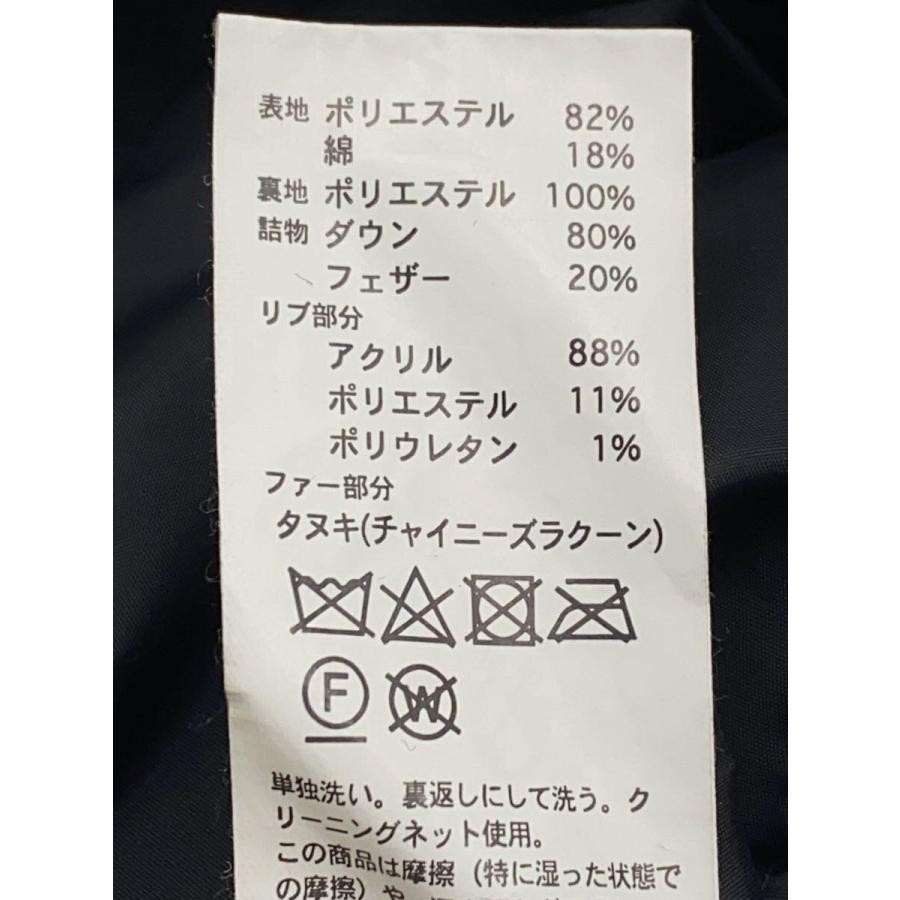 表地 ポリエステル 82%
綿 18%
裏地 ポリエステル 100%
詰物 ダウン 80%
フェザー 20%
リブ部分
アクリル 88%
ポリエステル 11%
ポリウレタン 1%
ファー部分
タヌキ(チャイニーズラクーン)
F W
単独洗い。裏返しにして洗う。ク
リーニングネット使用。
この商品は摩擦（特に湿った状態で
の摩擦）や